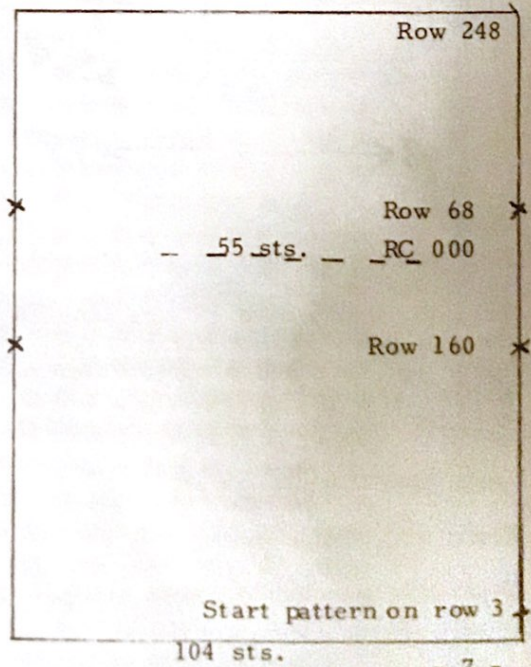 Row 248
Row 68
55 sts. RC 000
Row 160
Start pattern on row 3
104 sts.